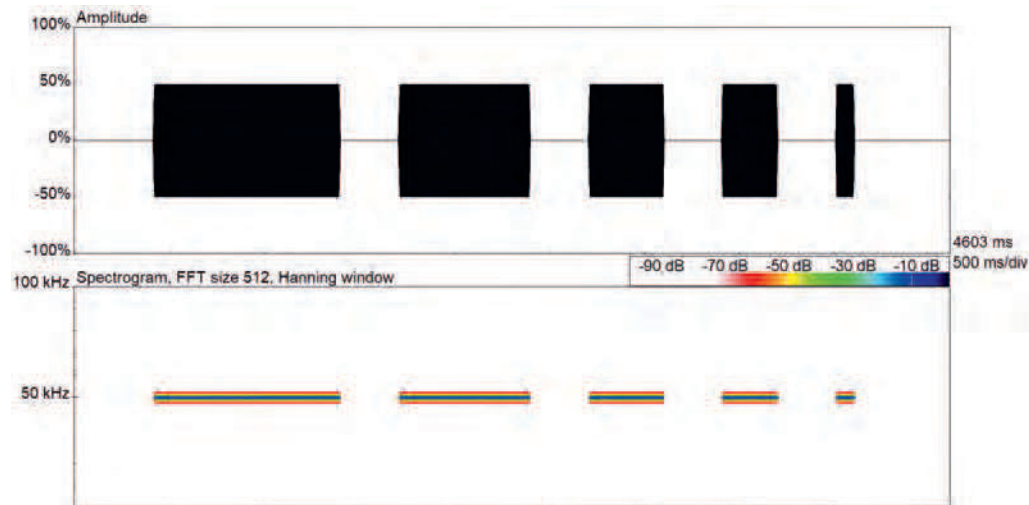 100% Amplitude
50%
0%
-50%
-100%
4603 ms
-90 dB -70 dB -50 dB -30 dB -10 dB 500 ms/div
100 kHz Spectrogram, FFT size 512, Hanning window
50 kHz